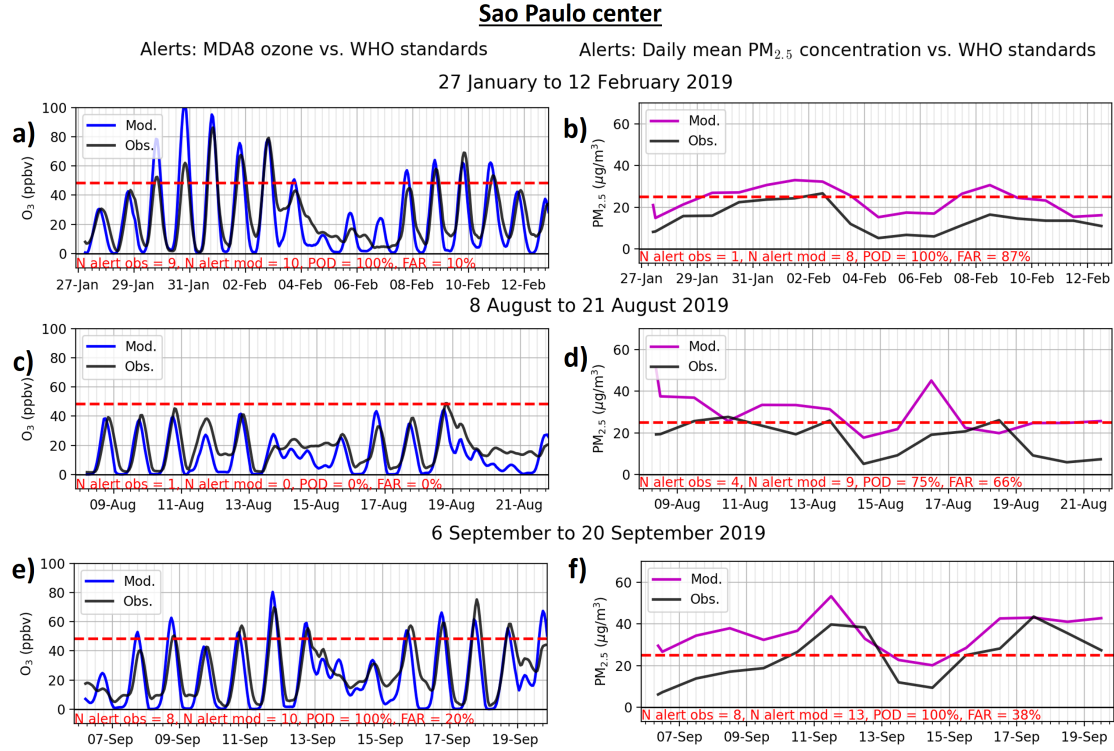 Sao Paulo center
Alerts: MDA8 ozone vs. WHO standards
Alerts: Daily mean PM2.5 concentration vs. WHO standards
27 January to 12 February 2019
a)
O3 (ppbv)
100
80
60
40
20
0
Mod.
Obs.
N alert obs = 9, N alert mod = 10, POD = 100%, FAR = 10%
27-Jan 29-Jan 31-Jan 02-Feb 04-Feb 06-Feb 08-Feb 10-Feb 12-Feb
b)
PM2.5 (μg/m3)
60
40
20
0
Mod.
Obs.
N alert obs = 1, N alert mod = 8, POD = 100%, FAR = 87%
27-Jan 29-Jan 31-Jan 02-Feb 04-Feb 06-Feb 08-Feb 10-Feb 12-Feb
8 August to 21 August 2019
c)
O3 (ppbv)
100
80
60
40
20
0
Mod.
Obs.
N alert obs = 1, N alert mod = 0, POD = 0%, FAR = 0%
09-Aug 11-Aug 13-Aug 15-Aug 17-Aug 19-Aug 21-Aug
d)
PM2.5 (μg/m3)
60
40
20
0
Mod.
Obs.
N alert obs = 4, N alert mod = 9, POD = 75%, FAR = 66%
09-Aug 11-Aug 13-Aug 15-Aug 17-Aug 19-Aug 21-Aug
6 September to 20 September 2019
e)
O3 (ppbv)
100
80
60
40
20
0
Mod.
Obs.
N alert obs = 8, N alert mod = 10, POD = 100%, FAR = 20%
07-Sep 09-Sep 11-Sep 13-Sep 15-Sep 17-Sep 19-Sep
f)
PM2.5 (μg/m3)
60
40
20
0
Mod.
Obs.
N alert obs = 8, N alert mod = 13, POD = 100%, FAR = 38%
07-Sep 09-Sep 11-Sep 13-Sep 15-Sep 17-Sep 19-Sep